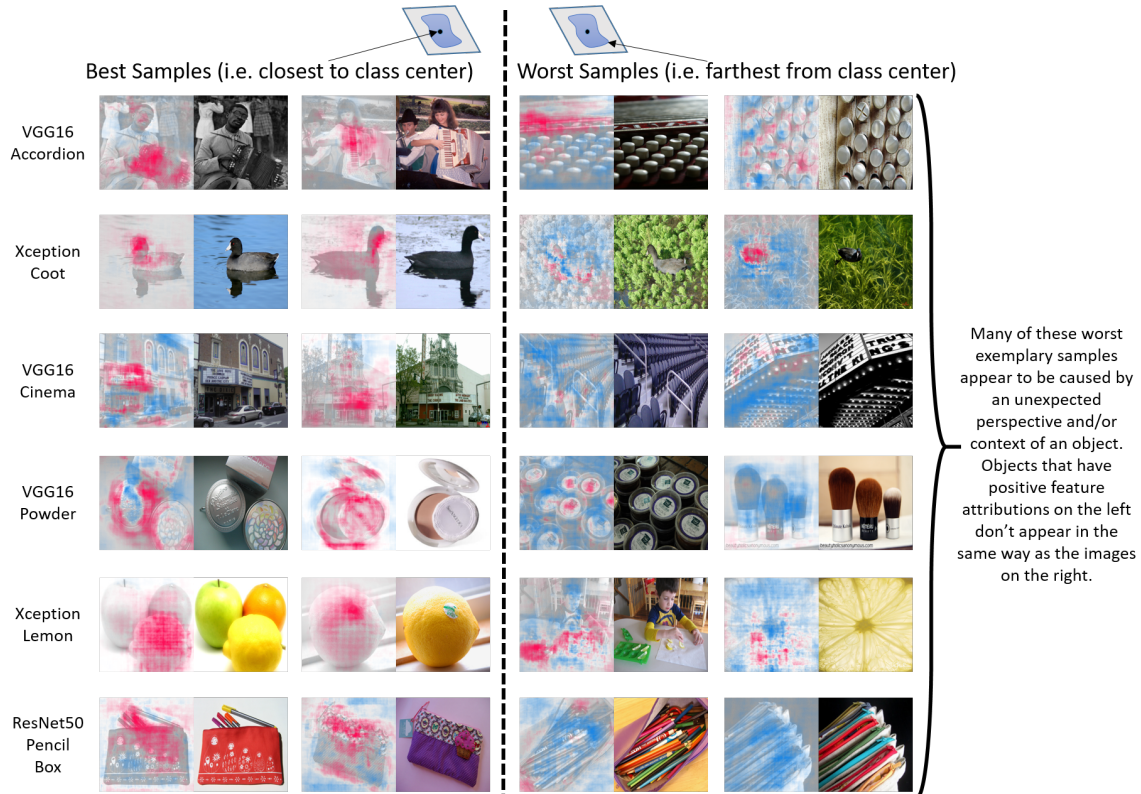 Best Samples (i.e. closest to class center)
Worst Samples (i.e. farthest from class center)
VGG16
Accordion
Xception
Coot
VGG16
Cinema
VGG16
Powder
Xception
Lemon
ResNet50
Pencil
Box
Many of these worst
exemplary samples
appear to be caused by
an unexpected
perspective and/or
context of an object.
Objects that have
positive feature
attributions on the left
don’t appear in the
same way as the images
on the right.